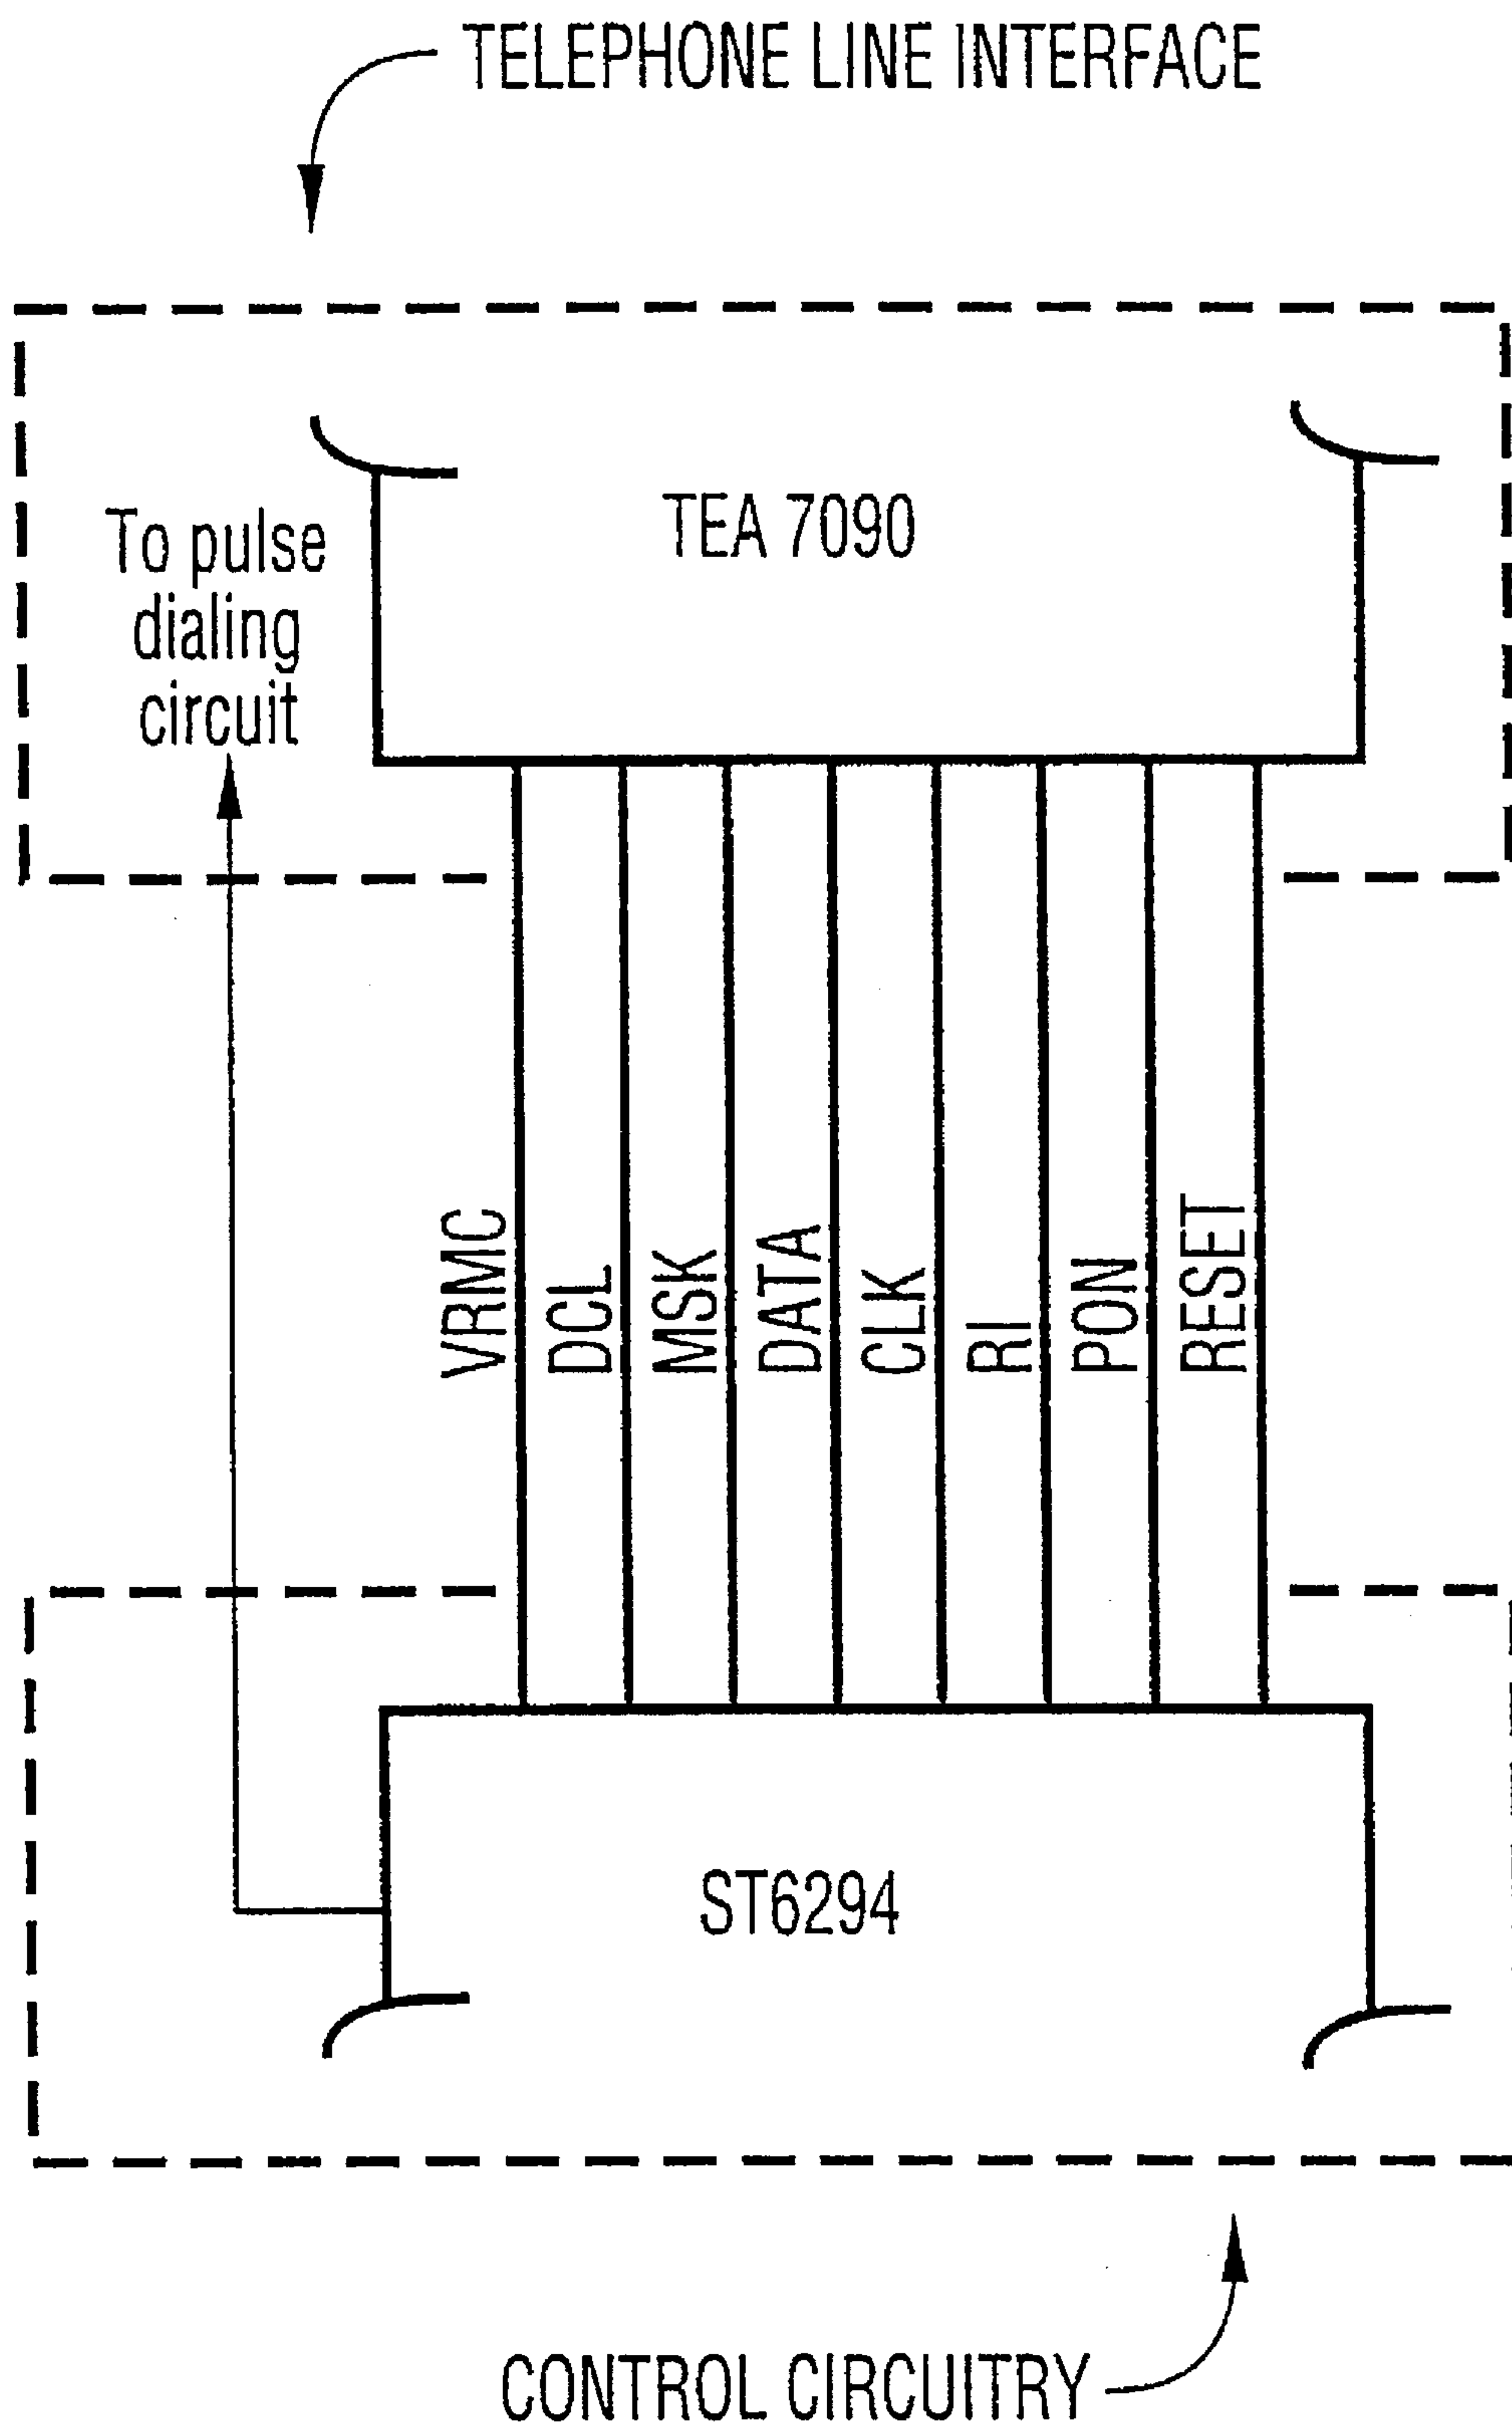 TELEPHONE LINE INTERFACE
TEA 7090
To pulse
dialing
circuit
VRMC
DCL
MSK
DATA
CLK
RI
PON
RESET
ST6294
CONTROL CIRCUITRY